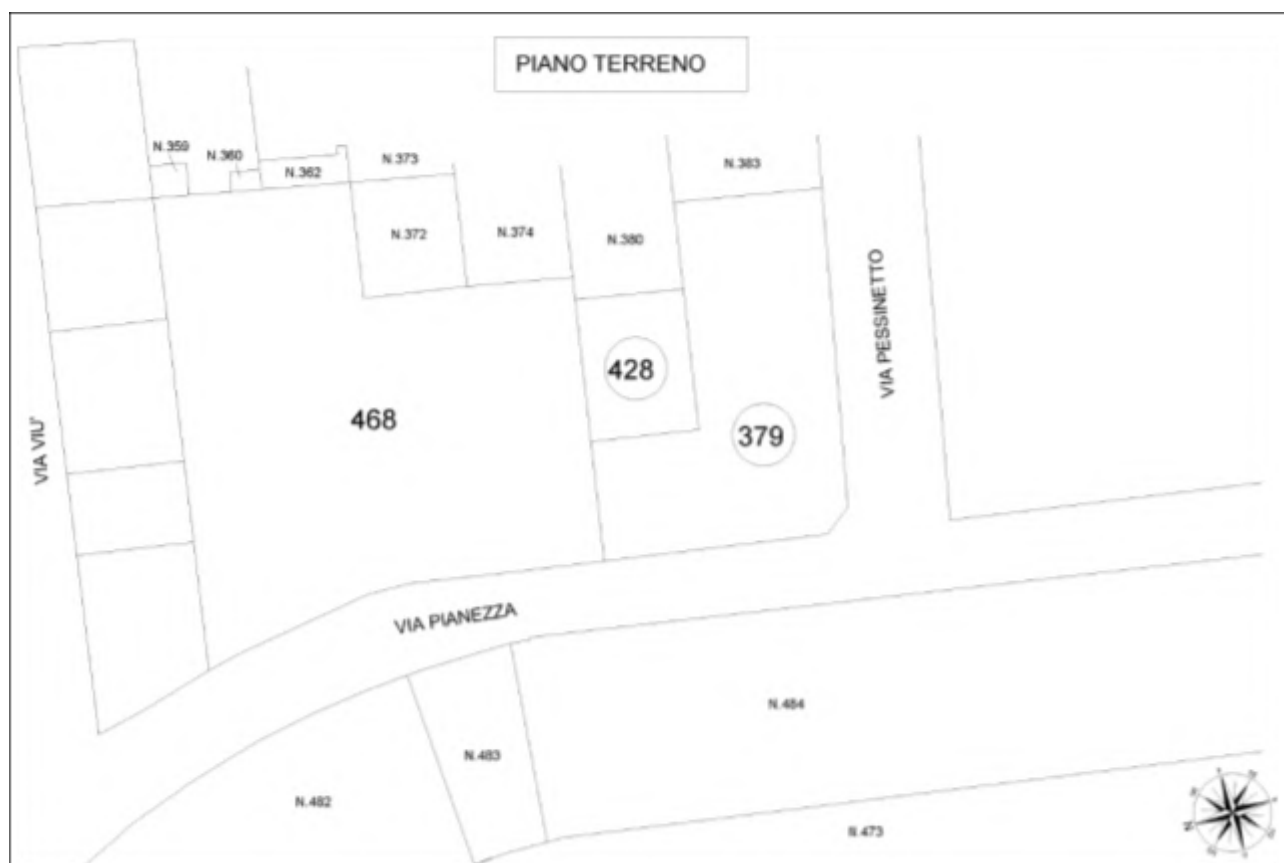 PIANO TERRENO
N.359
N.360
N.362
N.373
N.383
N.372
N.374
N.380
VIA PESSINETTO
428
468
379
VIA VIU'
VIA PIANEZZA
N.484
N.483
N.482
N.473